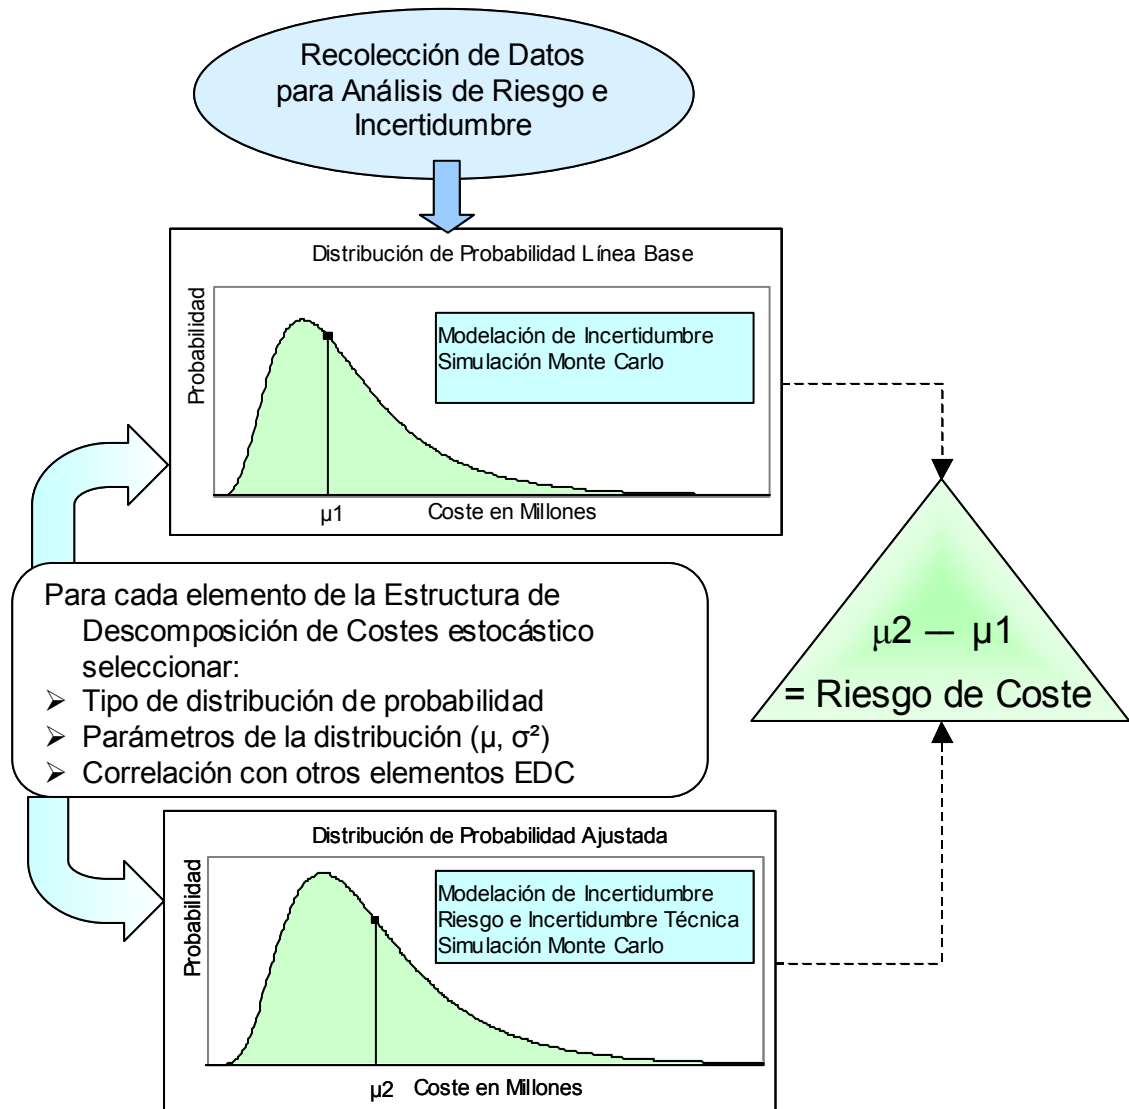 Recolección de Datos
para Análisis de Riesgo e
Incertidumbre
Distribución de Probabilidad Línea Base
Probabilidad
Modelación de Incertidumbre
Simulación Monte Carlo
µ1
Coste en Millones
Para cada elemento de la Estructura de
Descomposición de Costes estocástico
seleccionar:
➢ Tipo de distribución de probabilidad
➢ Parámetros de la distribución (µ, σ²)
➢ Correlación con otros elementos EDC
μ2 — µ1
= Riesgo de Coste
Distribución de Probabilidad Ajustada
Probabilidad
Modelación de Incertidumbre
Riesgo e Incertidumbre Técnica
Simulación Monte Carlo
µ2
Coste en Millones